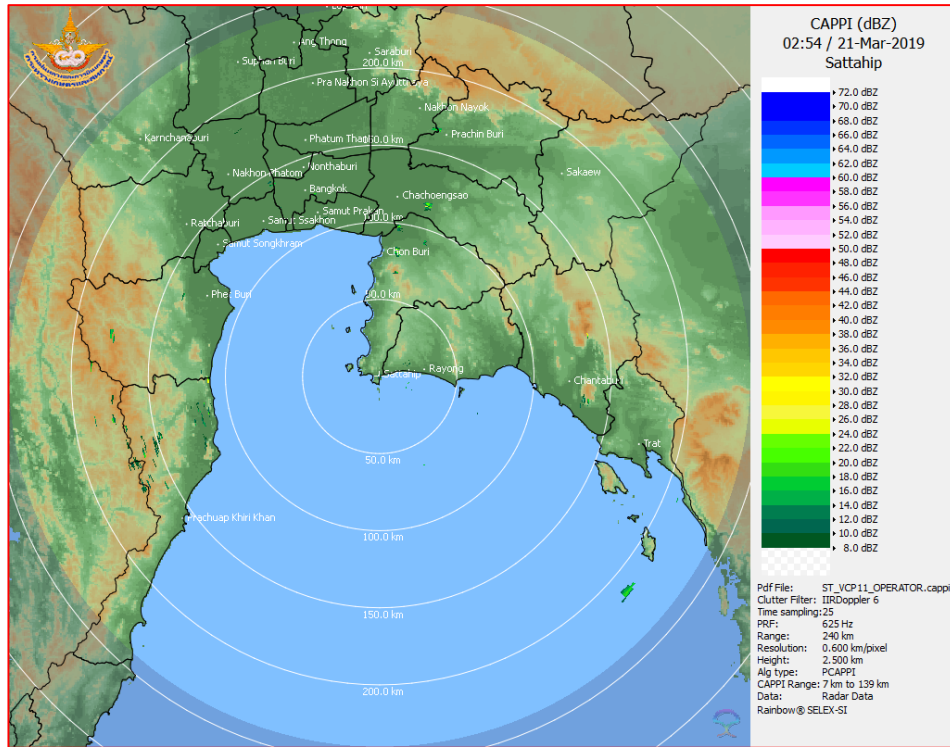 CAPPI (dBZ)
02:54 / 21-Mar-2019
Sattahip
72.0 dBZ
70.0 dBZ
68.0 dBZ
66.0 dBZ
64.0 dBZ
62.0 dBZ
60.0 dBZ
58.0 dBZ
56.0 dBZ
54.0 dBZ
52.0 dBZ
50.0 dBZ
48.0 dBZ
46.0 dBZ
44.0 dBZ
42.0 dBZ
40.0 dBZ
38.0 dBZ
36.0 dBZ
34.0 dBZ
32.0 dBZ
30.0 dBZ
28.0 dBZ
26.0 dBZ
24.0 dBZ
22.0 dBZ
20.0 dBZ
18.0 dBZ
16.0 dBZ
14.0 dBZ
12.0 dBZ
10.0 dBZ
8.0 dBZ
Pdf File: ST_VCP11_OPERATOR.cappi
Clutter Filter: IIRDoppler 6
Time sampling:25
PRF: 625 Hz
Range: 240 km
Resolution: 0.600 km/pixel
Height: 2.500 km
Alg type: PCAPPI
CAPPI Range: 7 km to 139 km
Data: Radar Data
Rainbow® SELEX-SI
Ang Thong
Saraburi
Suphan Buri
200.0 km
Pra Nakhon Si Ayutthaya
Nakhon Nayok
Karnchanaburi
Prachin Buri
Phatum Than
150.0 km
Nonthaburi
Nakhon Phatom
Sakaew
Bangkok
Chachoengsao
Samut Prakan
100.0 km
Ratchaburi
Samut Ssakhon
Samut Songkhram
Chon Buri
Phet Buri
50.0 km
Sattahip
Rayong
Chantaburi
Trat
50.0 km
Prachuap Khiri Khan
100.0 km
150.0 km
200.0 km